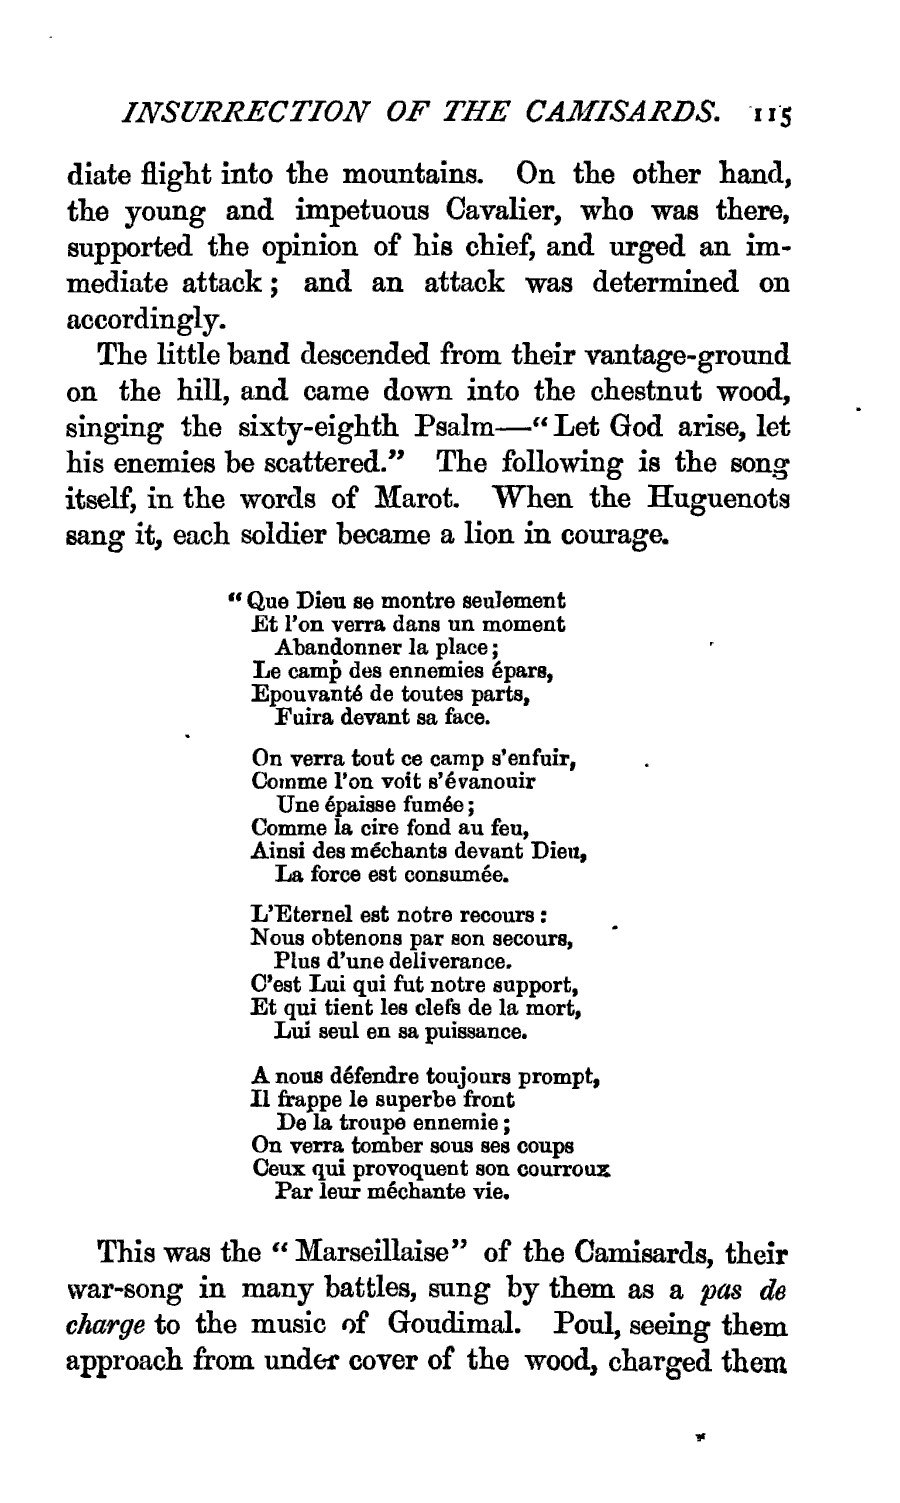 INSURRECTION OF THE CAMISARDS. 115
diate flight into the mountains. On the other hand,
the young and impetuous Cavalier, who was there,
supported the opinion of his chief, and urged an im-
mediate attack; and an attack was determined on
accordingly.
The little band descended from their vantage-ground
on the hill, and came down into the chestnut wood,
singing the sixty-eighth Psalm—“Let God arise, let
his enemies be scattered.” The following is the song
itself, in the words of Marot. When the Huguenots
sang it, each soldier became a lion in courage.
“Que Dieu se montre seulement
Et l'on verra dans un moment
Abandonner la place;
Le camp des ennemies épars,
Epouvanté de toutes parts,
Fuira devant sa face.
On verra tout ce camp s'enfuir,
Comme l'on voit s'évanouir
Une épaisse fumée;
Comme la cire fond au feu,
Ainsi des méchants devant Dieu,
La force est consumée.
L'Eternel est notre recours:
Nous obtenons par son secours,
Plus d'une deliverance.
C'est Lui qui fut notre support,
Et qui tient les clefs de la mort,
Lui seul en sa puissance.
A nous défendre toujours prompt,
Il frappe le superbe front
De la troupe ennemie;
On verra tomber sous ses coups
Ceux qui provoquent son courroux
Par leur méchante vie.
This was the “Marseillaise” of the Camisards, their
war-song in many battles, sung by them as a pas de
charge to the music of Goudimal. Poul, seeing them
approach from under cover of the wood, charged them